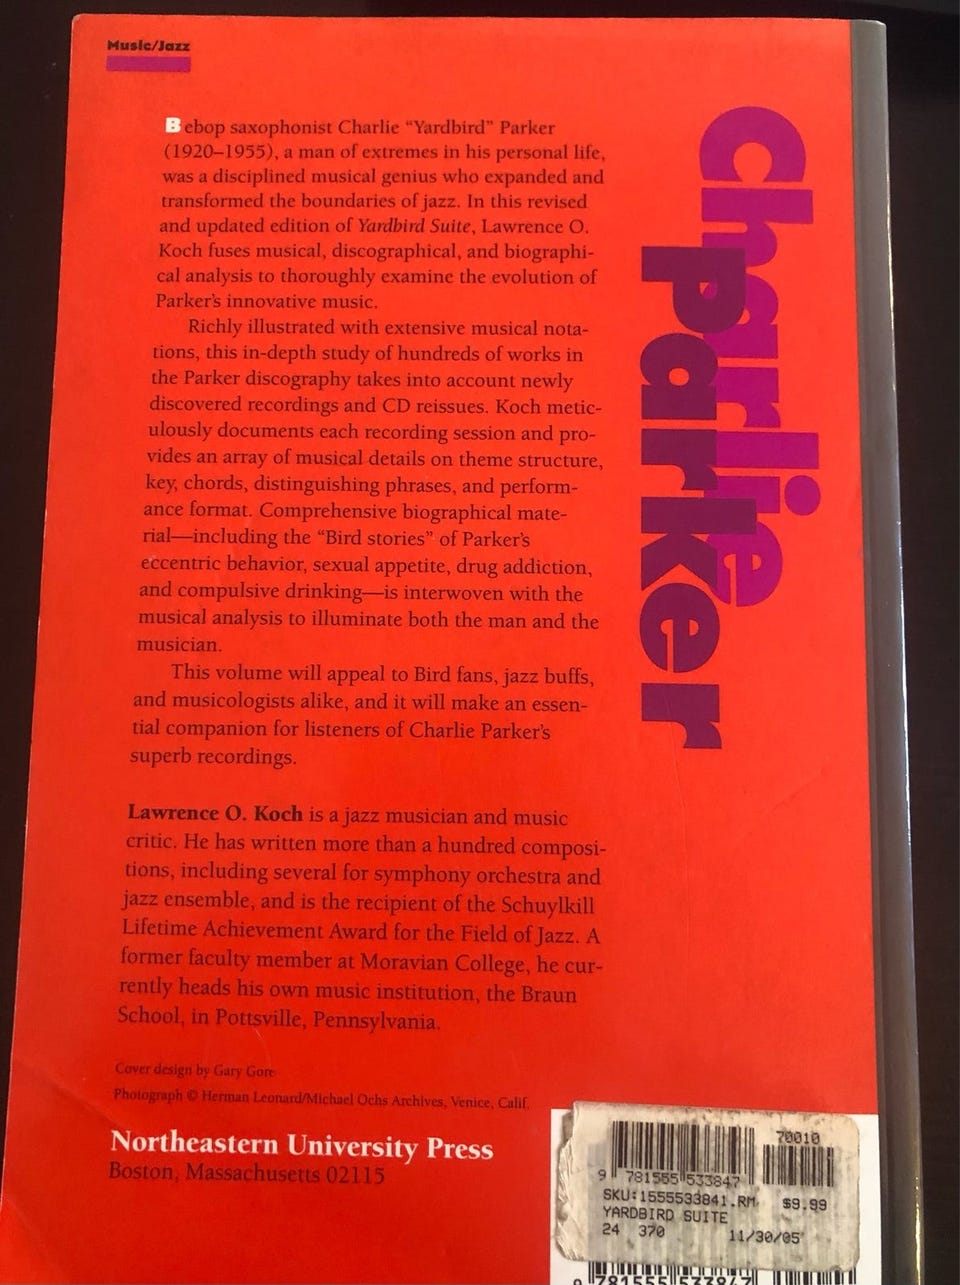 Music/Jazz
Bebop saxophonist Charlie “Yardbird” Parker
(1920–1955), a man of extremes in his personal life,
was a disciplined musical genius who expanded and
transformed the boundaries of jazz. In this revised
and updated edition of Yardbird Suite, Lawrence O.
Koch fuses musical, discographical, and biographi-
cal analysis to thoroughly examine the evolution of
Parker’s innovative music.
Richly illustrated with extensive musical nota-
tions, this in-depth study of hundreds of works in
the Parker discography takes into account newly
discovered recordings and CD reissues. Koch metic-
ulously documents each recording session and pro-
vides an array of musical details on theme structure,
key, chords, distinguishing phrases, and perform-
ance format. Comprehensive biographical mate-
rial—including the “Bird stories” of Parker’s
eccentric behavior, sexual appetite, drug addiction,
and compulsive drinking—is interwoven with the
musical analysis to illuminate both the man and the
musician.
This volume will appeal to Bird fans, jazz buffs,
and musicologists alike, and it will make an essen-
tial companion for listeners of Charlie Parker’s
superb recordings.
Lawrence O. Koch is a jazz musician and music
critic. He has written more than a hundred composi-
tions, including several for symphony orchestra and
jazz ensemble, and is the recipient of the Schuylkill
Lifetime Achievement Award for the Field of Jazz. A
former faculty member at Moravian College, he cur-
rently heads his own music institution, the Braun
School, in Pottsville, Pennsylvania.
Cover design by Gary Gore
Photograph © Herman Leonard/Michael Ochs Archives, Venice, Calif.
Northeastern University Press
Boston, Massachusetts 02115
charlie
parker
70010
9 781555 533847
SKU:1555533841.RM $9.99
YARDBIRD SUITE
24 370 11/30/05
9 781555 533847